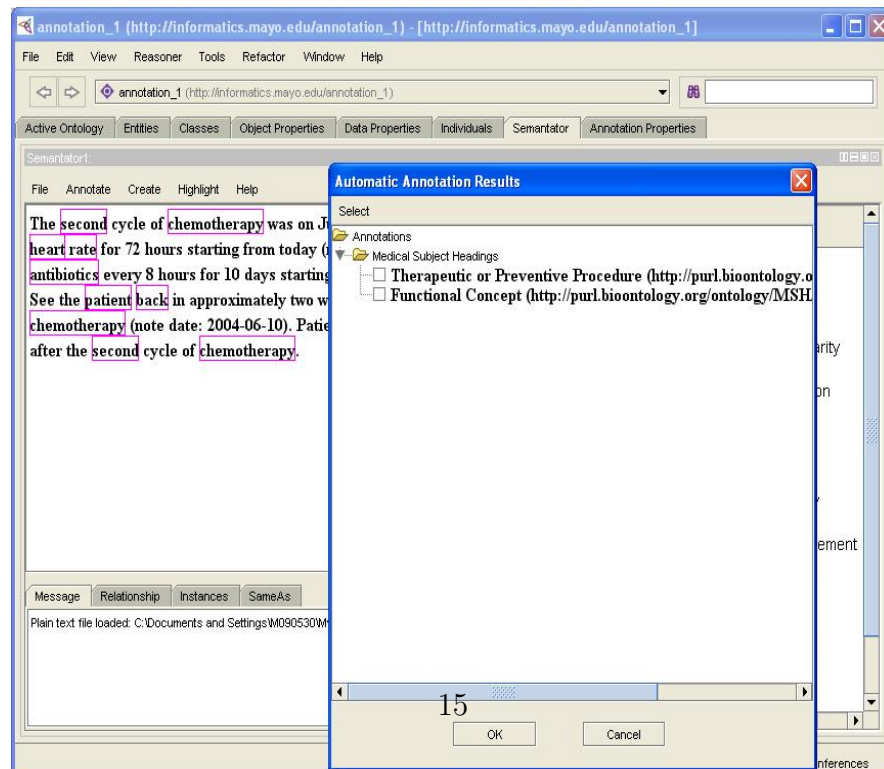 annotation_1 (http://informatics.mayo.edu/annotation_1) - [http://informatics.mayo.edu/annotation_1]
File Edit View Reasoner Tools Refactor Window Help
annotation_1 (http://informatics.mayo.edu/annotation_1)
Active Ontology Entities Classes Object Properties Data Properties Individuals Semantator Annotation Properties
Semantator1:
File Annotate Create Highlight Help
The second cycle of chemotherapy was on
heart rate for 72 hours starting from today
antibiotics every 8 hours for 10 days starting
See the patient back in approximately two
chemotherapy (note date: 2004-06-10).
after the second cycle of chemotherapy.
Automatic Annotation Results
Select
Annotations
Medical Subject Headings
Therapeutic or Preventive Procedure (http://purl.bioontology.o
Functional Concept (http://purl.bioontology.org/ontology/MSH
arity
on
ement
Message Relationship Instances SameAs
Plain text file loaded: C:\Documents and Settings\M090530\M
15
OK Cancel
nferences